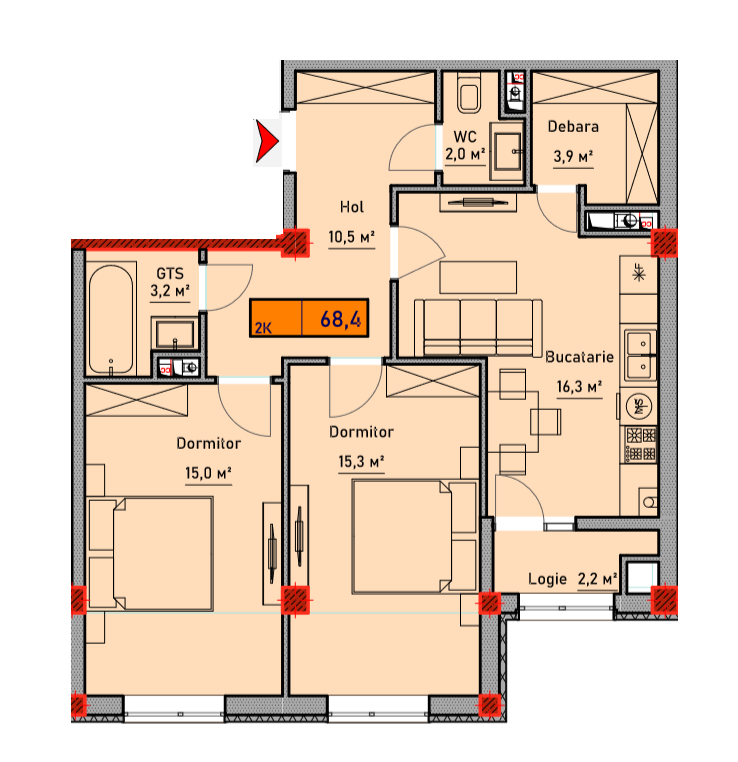 WC
2,0 м²
Debara
3,9 м²
Hol
10,5 м²
GTS
3,2 м²
2K
68,4
Bucatarie
16,3 м²
MS
Dormitor
15,0 м²
Dormitor
15,3 м²
Logie 2,2 м²